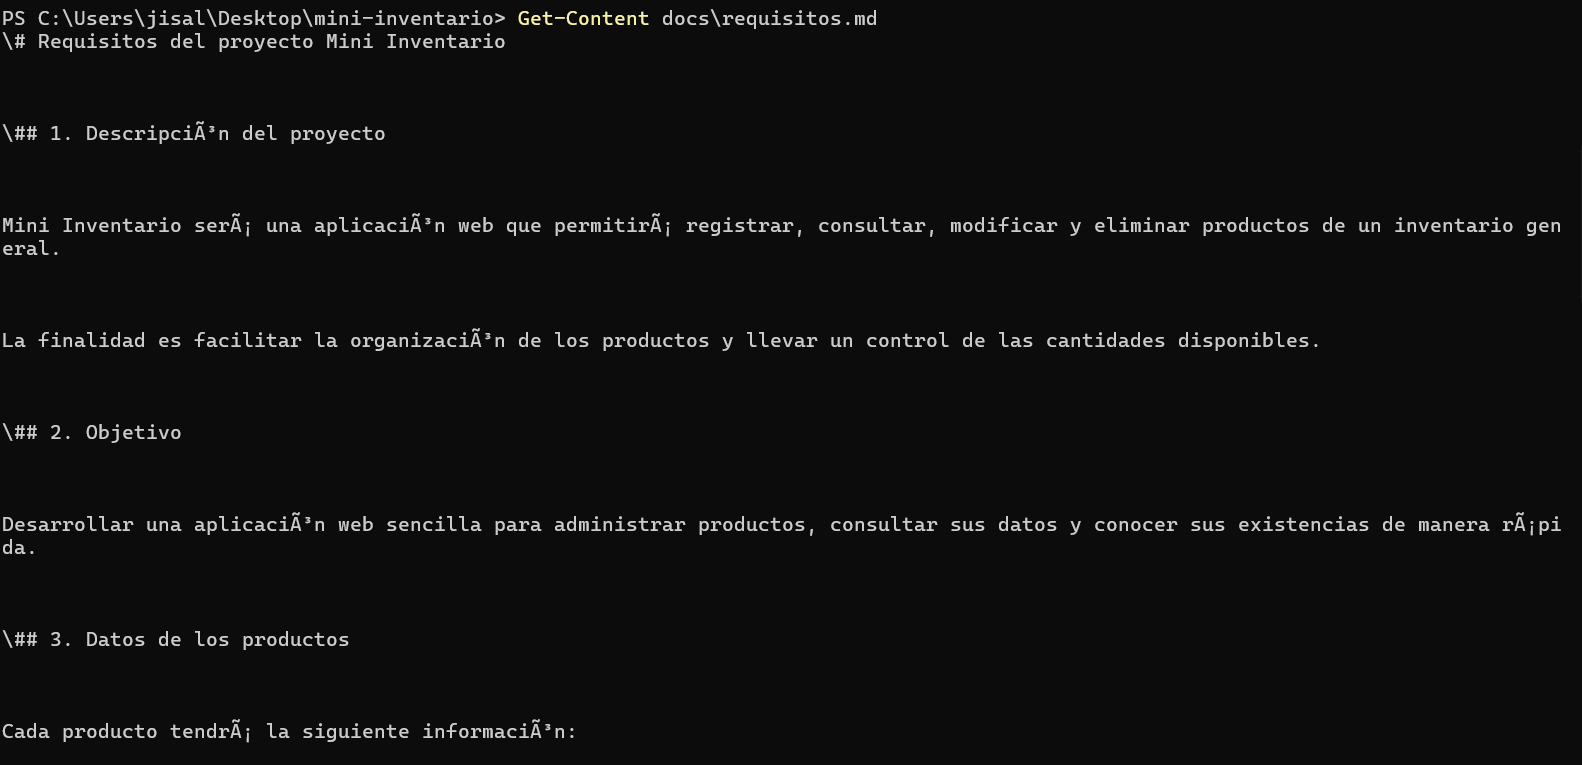 PS C:\Users\jisal\Desktop\mini-inventario> Get-Content docs\requisitos.md
\# Requisitos del proyecto Mini Inventario
\## 1. DescripciÃ³n del proyecto
Mini Inventario serÃ¡ una aplicaciÃ³n web que permitirÃ¡ registrar, consultar, modificar y eliminar productos de un inventario gen
eral.
La finalidad es facilitar la organizaciÃ³n de los productos y llevar un control de las cantidades disponibles.
\## 2. Objetivo
Desarrollar una aplicaciÃ³n web sencilla para administrar productos, consultar sus datos y conocer sus existencias de manera rÃ¡pi
da.
\## 3. Datos de los productos
Cada producto tendrÃ¡ la siguiente informaciÃ³n: